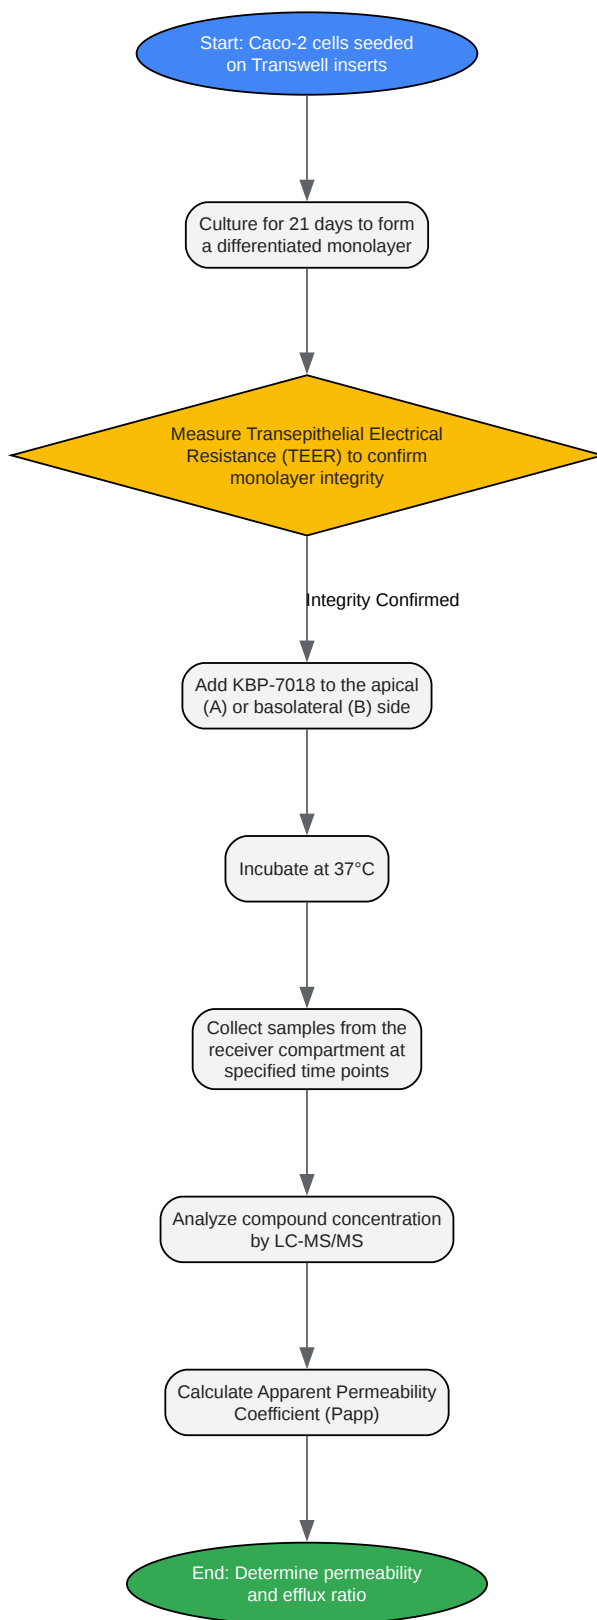 Start: Caco-2 cells seeded
on Transwell inserts
Culture for 21 days to form
a differentiated monolayer
Measure Transepithelial Electrical
Resistance (TEER) to confirm
monolayer integrity
Integrity Confirmed
Add KBP-7018 to the apical
(A) or basolateral (B) side
Incubate at 37°C
Collect samples from the
receiver compartment at
specified time points
Analyze compound concentration
by LC-MS/MS
Calculate Apparent Permeability
Coefficient (Papp)
End: Determine permeability
and efflux ratio